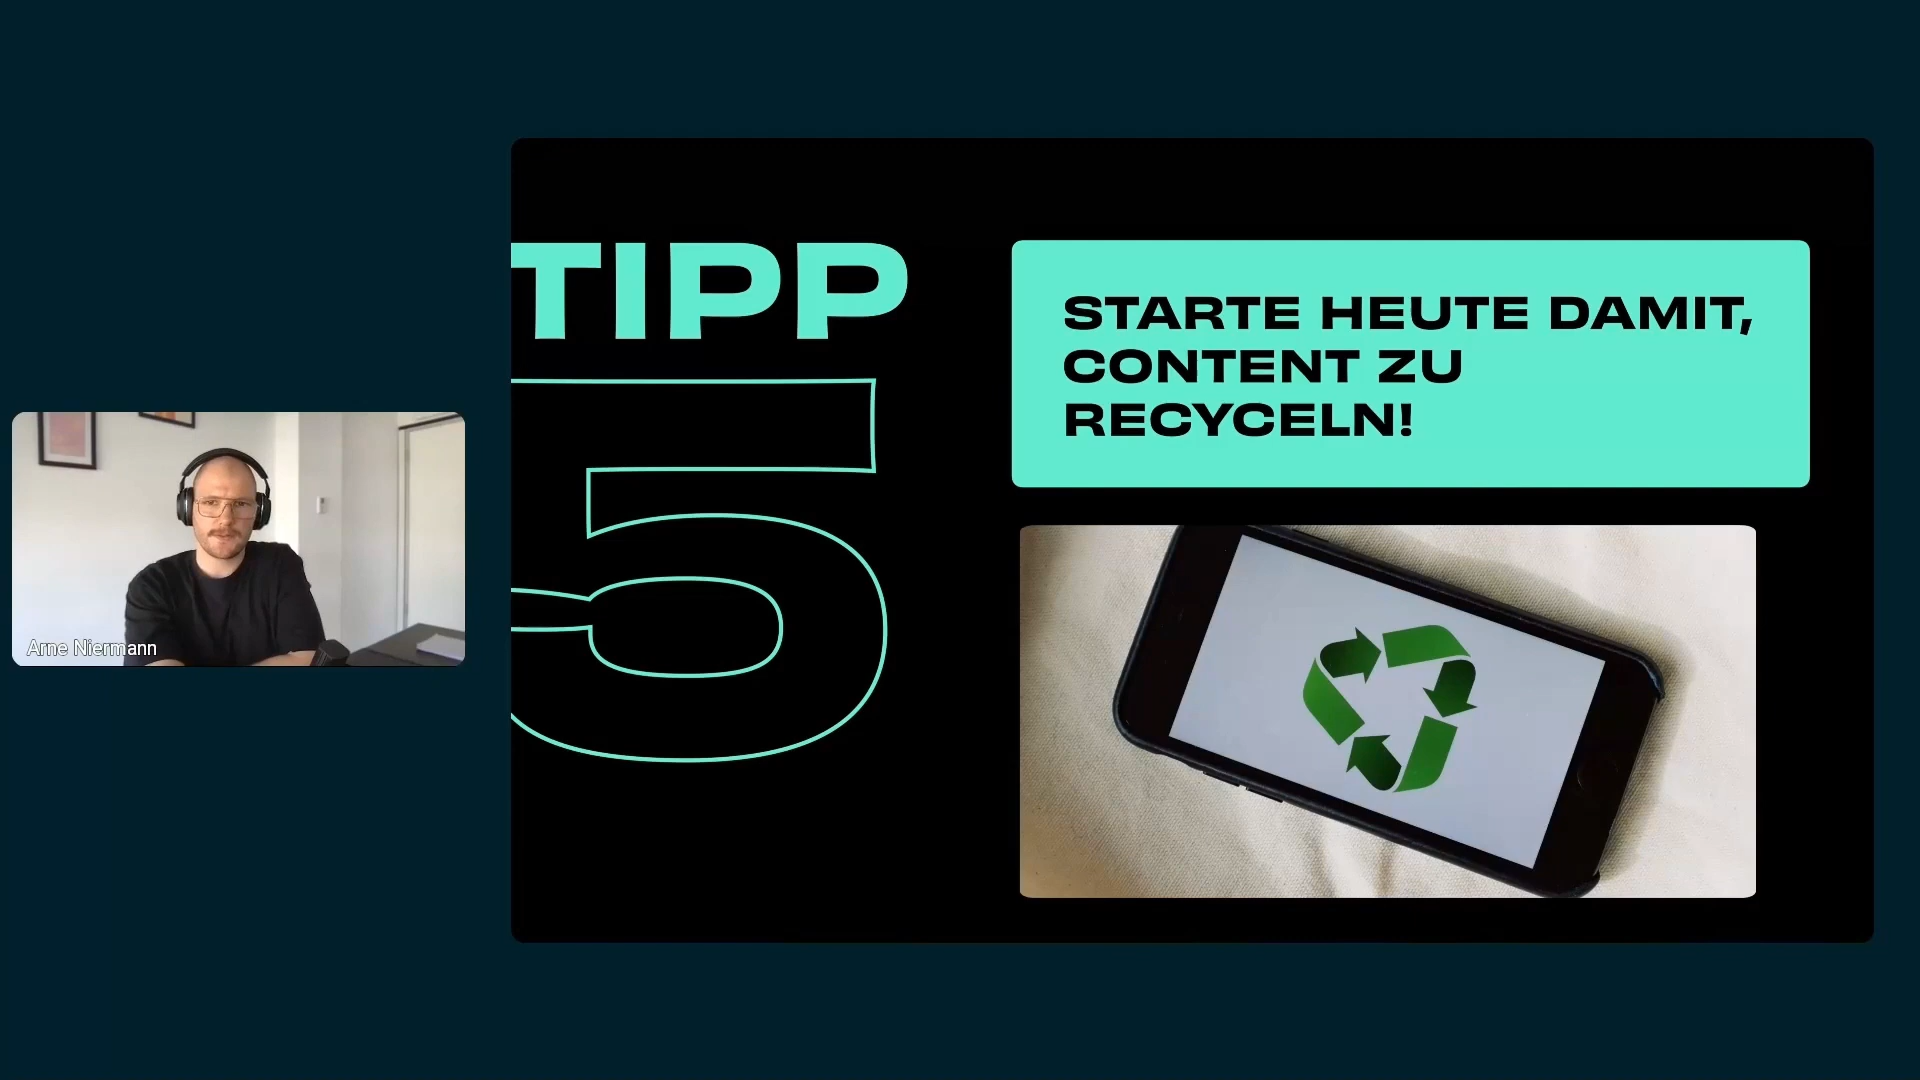 TIPP
5
STARTE HEUTE DAMIT,
CONTENT ZU
RECYCELN!
Arne Niermann